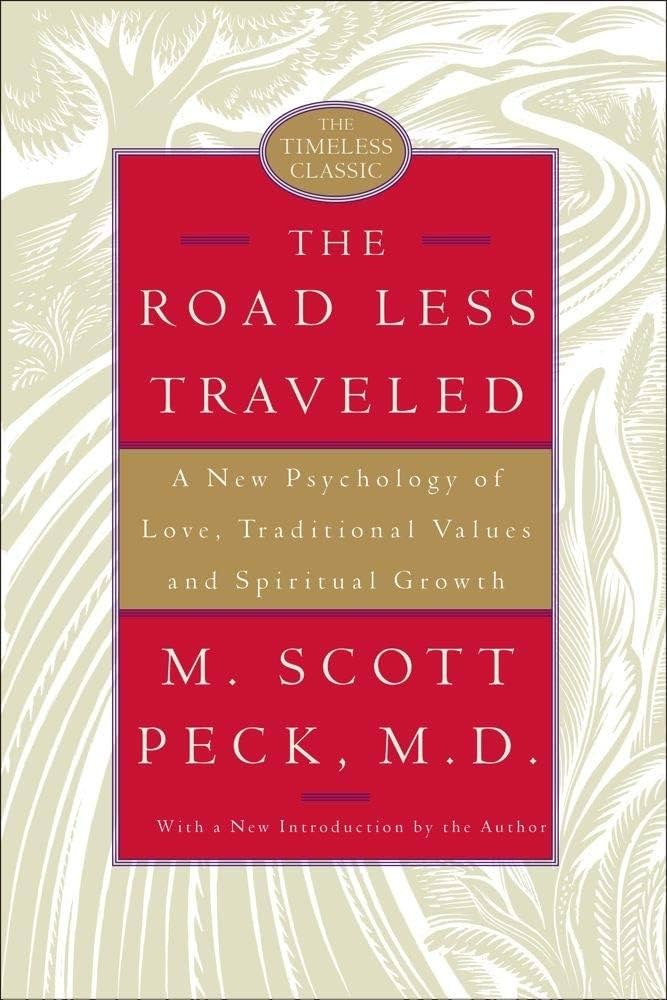 THE
TIMELESS
CLASSIC
THE
ROAD LESS
TRAVELED
A New Psychology of
Love, Traditional Values
and Spiritual Growth
M. SCOTT
PECK, M.D.
With a New Introduction by the Author